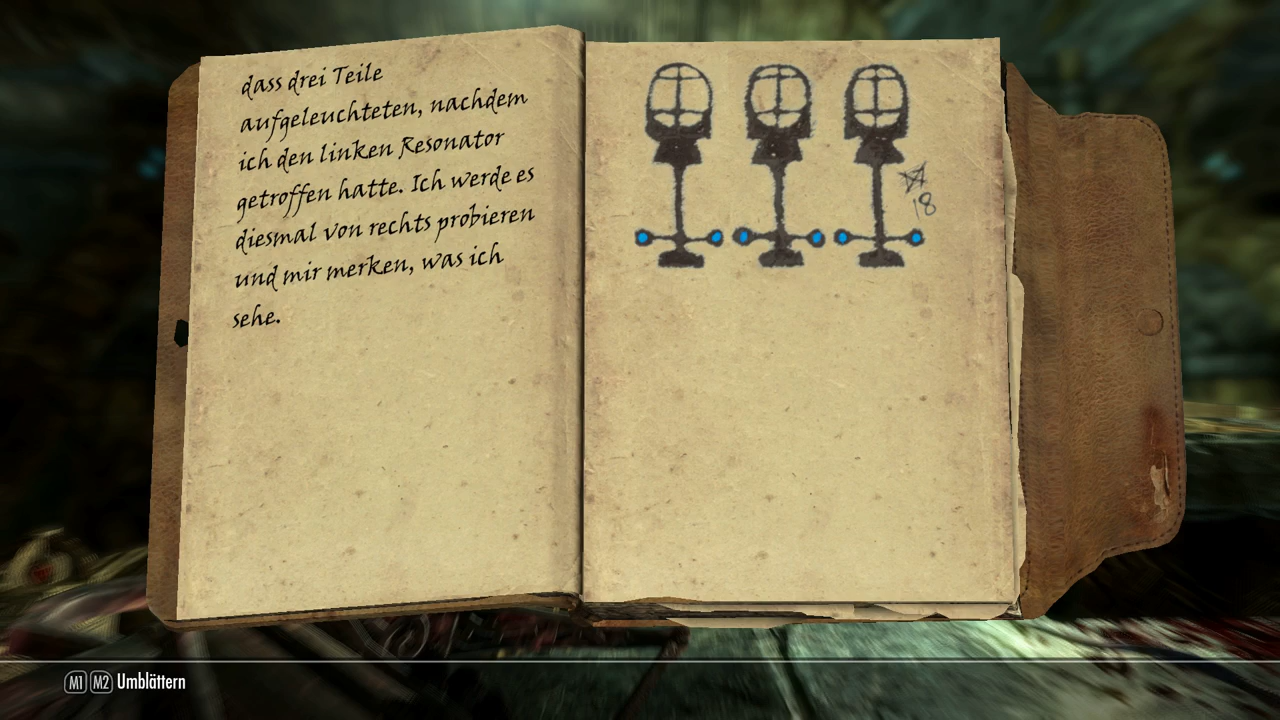 dass drei Teile
aufgeleuchteten, nachdem
ich den linken Resonator
getroffen hatte. Ich werde es
diesmal von rechts probieren
und mir merken, was ich
sehe.
18
M1 M2 Umblättern